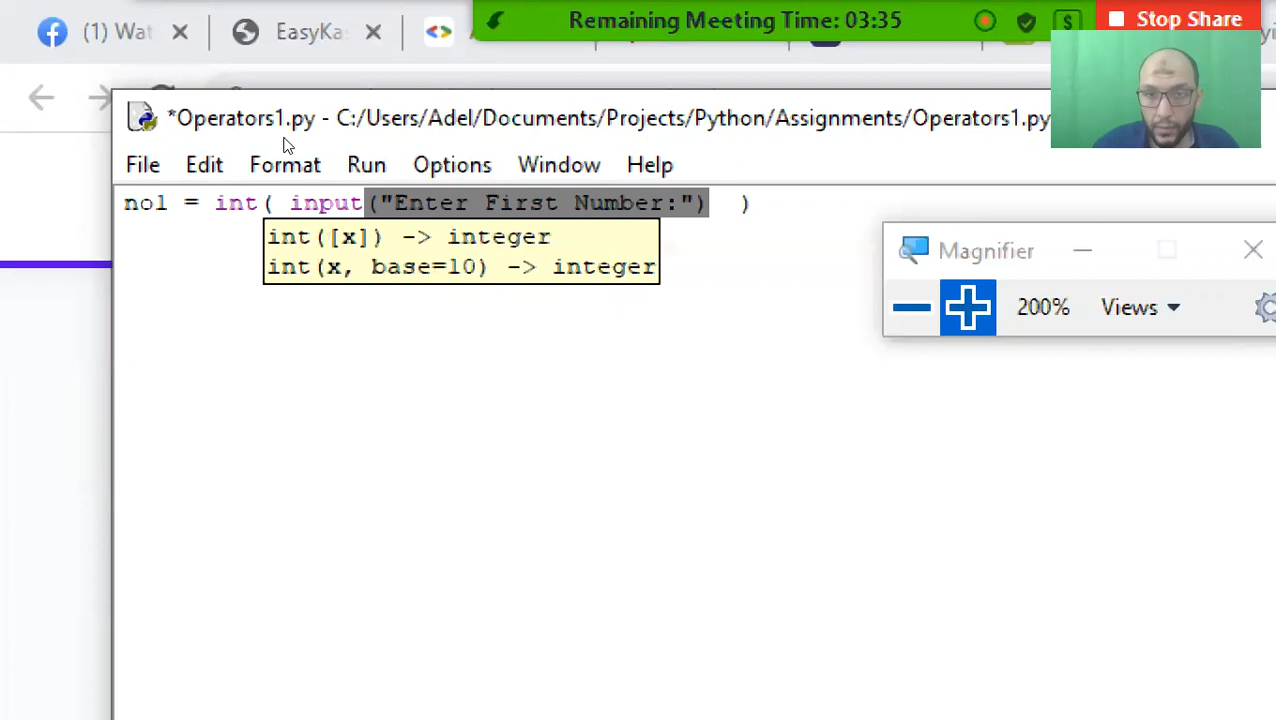 (1) Wat
EasyKa
Remaining Meeting Time: 03:35
$
Stop Share
*Operators1.py - C:/Users/Adel/Documents/Projects/Python/Assignments/Operators1.py
File Edit Format Run Options Window Help
no1 = int( input("Enter First Number:") )
int([x]) -> integer
int(x, base=10) -> integer
Magnifier
200% Views